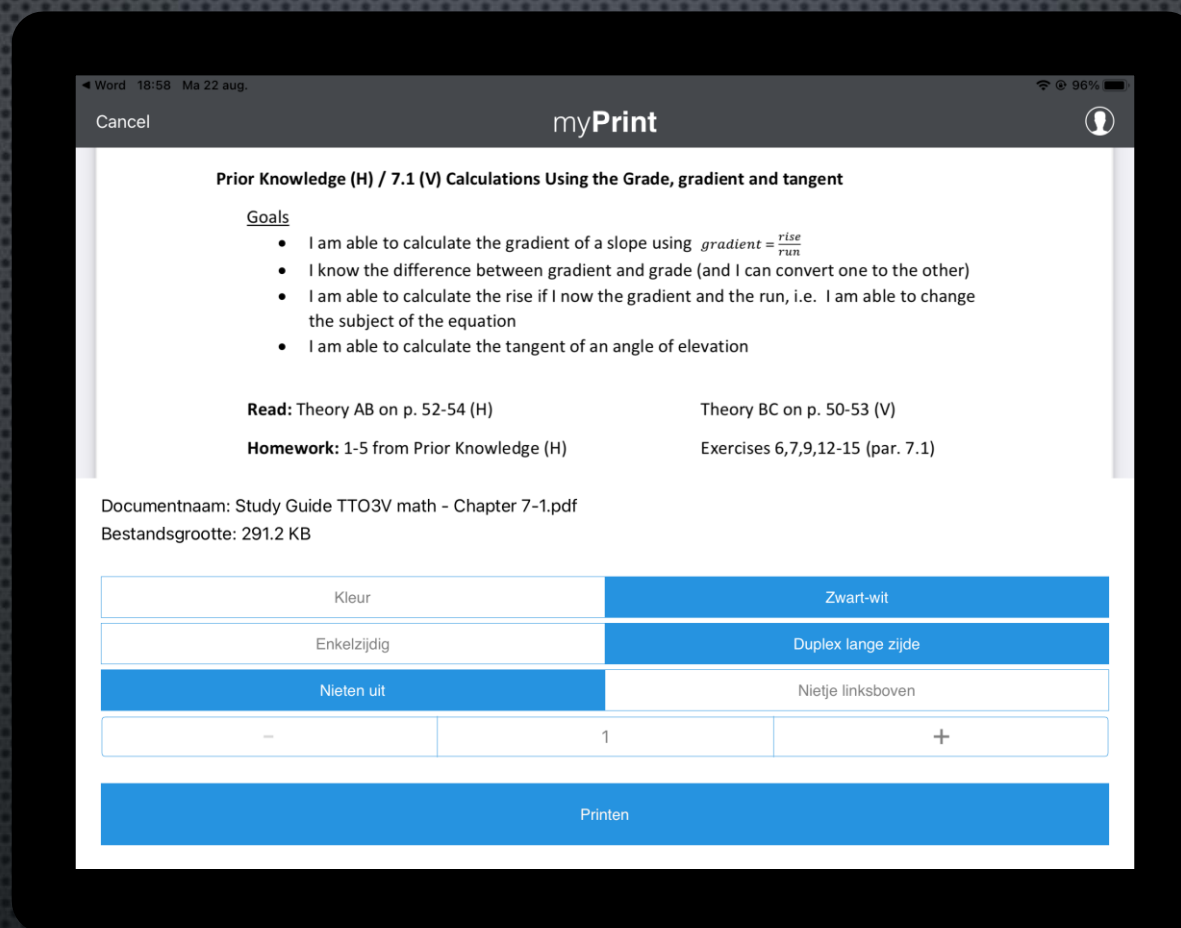 ◀ Word 18:58 Ma 22 aug. 96%
Cancel myPrint
Prior Knowledge (H) / 7.1 (V) Calculations Using the Grade, gradient and tangent
Goals
• I am able to calculate the gradient of a slope using gradient = rise/run
• I know the difference between gradient and grade (and I can convert one to the other)
• I am able to calculate the rise if I now the gradient and the run, i.e. I am able to change
the subject of the equation
• I am able to calculate the tangent of an angle of elevation
Read: Theory AB on p. 52-54 (H) Theory BC on p. 50-53 (V)
Homework: 1-5 from Prior Knowledge (H) Exercises 6,7,9,12-15 (par. 7.1)
Documentnaam: Study Guide TTO3V math - Chapter 7-1.pdf
Bestandsgrootte: 291.2 KB
Kleur Zwart-wit
Enkelzijdig Duplex lange zijde
Nieten uit Nietje linksboven
− 1 +
Printen